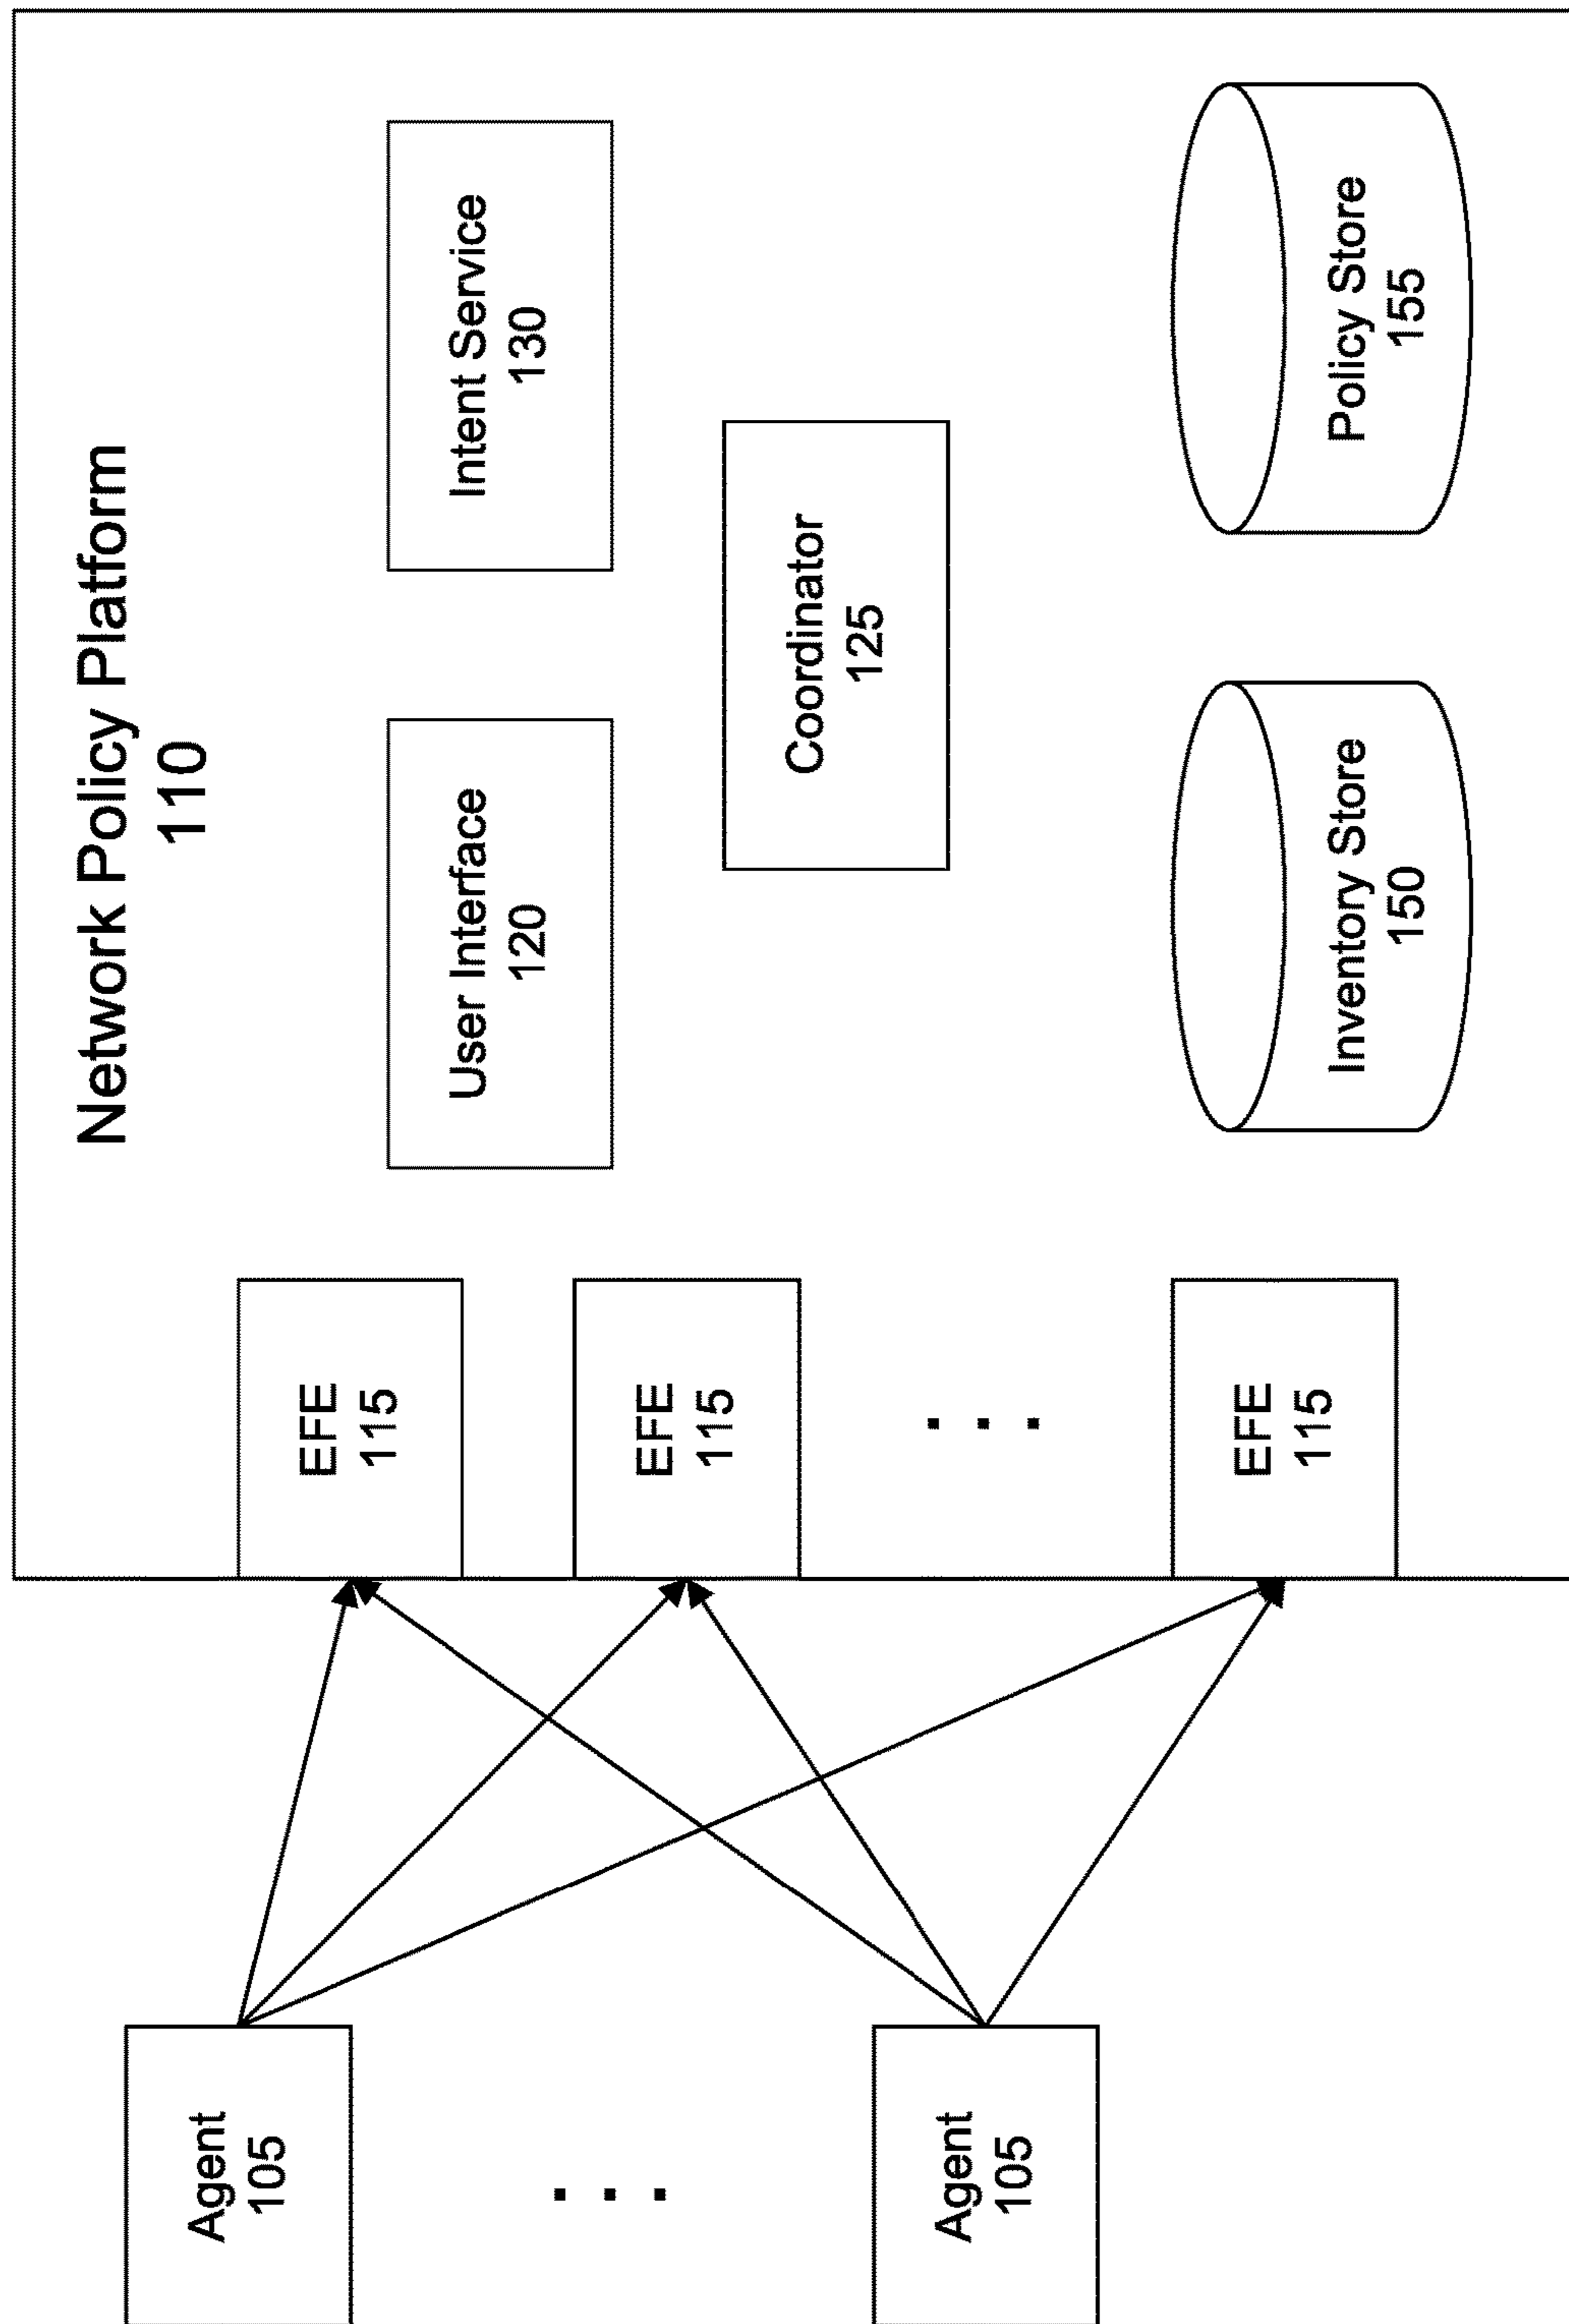 Network Policy Platform
110
Agent
105
. . .
Agent
105
EFE
115
EFE
115
. . .
EFE
115
User Interface
120
Intent Service
130
Coordinator
125
Inventory Store
150
Policy Store
155